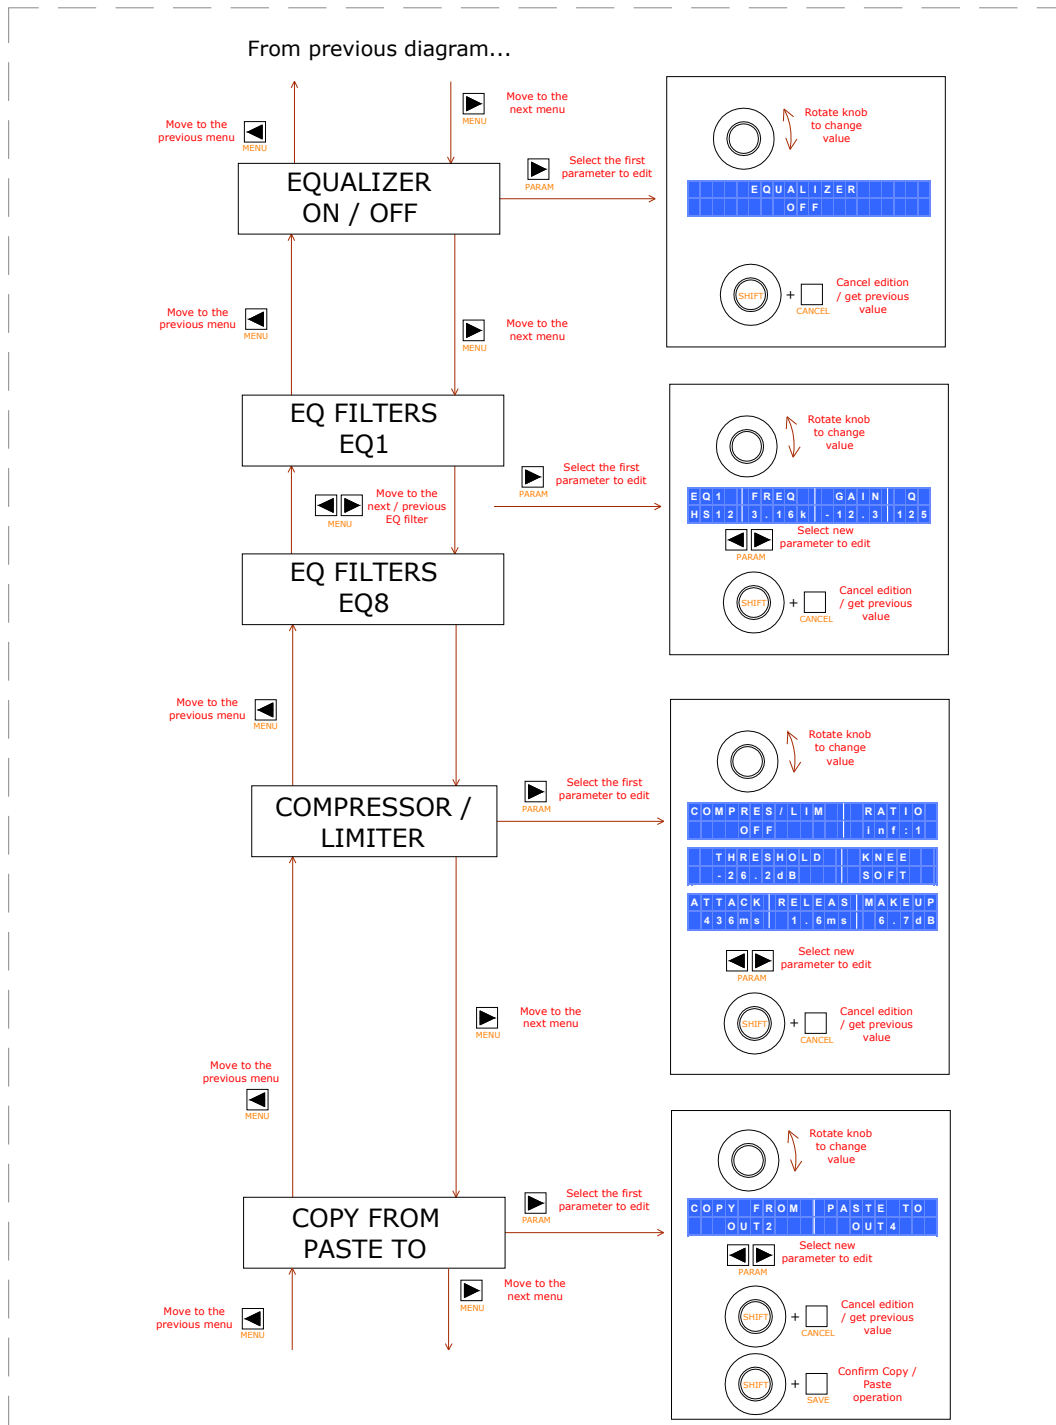 From previous diagram...
Move to the
previous menu
MENU
MENU
Move to the
next menu
EQUALIZER
ON / OFF
PARAM
Select the first
parameter to edit
Rotate knob
to change
value
EQUALIZER
OFF
SHIFT
+
CANCEL
Cancel edition
/ get previous
value
Move to the
previous menu
MENU
MENU
Move to the
next menu
EQ FILTERS
EQ1
PARAM
Select the first
parameter to edit
Rotate knob
to change
value
EQ1 FREQ GAIN Q
HS12 3.16k -12.3 125
PARAM
Select new
parameter to edit
SHIFT
+
CANCEL
Cancel edition
/ get previous
value
MENU
Move to the
next / previous
EQ filter
EQ FILTERS
EQ8
Move to the
previous menu
MENU
COMPRESSOR /
LIMITER
PARAM
Select the first
parameter to edit
Rotate knob
to change
value
COMPRES/LIM RATIO
OFF inf:1
THRESHOLD KNEE
-26.2dB SOFT
ATTACK RELEAS MAKEUP
436ms 1.6ms 6.7dB
PARAM
Select new
parameter to edit
SHIFT
+
CANCEL
Cancel edition
/ get previous
value
MENU
Move to the
next menu
Move to the
previous menu
MENU
COPY FROM
PASTE TO
PARAM
Select the first
parameter to edit
Rotate knob
to change
value
COPY FROM PASTE TO
OUT2 OUT4
PARAM
Select new
parameter to edit
SHIFT
+
CANCEL
Cancel edition
/ get previous
value
SHIFT
+
SAVE
Confirm Copy /
Paste
operation
Move to the
previous menu
MENU
MENU
Move to the
next menu